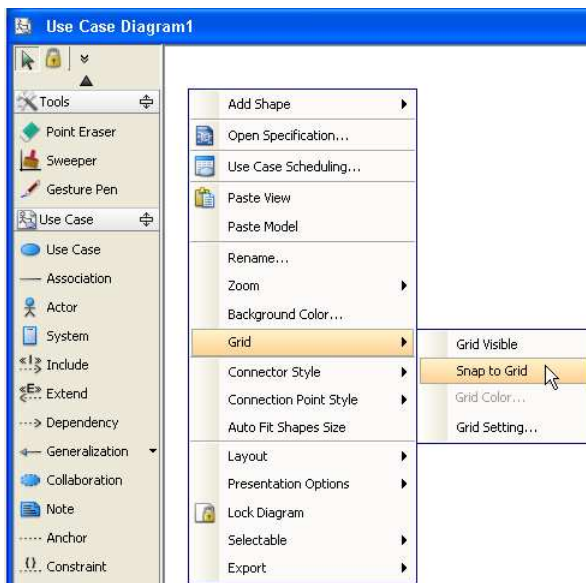 Use Case Diagram1
Tools
Point Eraser
Sweeper
Gesture Pen
Use Case
Use Case
Association
Actor
System
<<I>> Include
<<E>> Extend
Dependency
Generalization
Collaboration
Note
Anchor
{} Constraint
Add Shape
Open Specification...
Use Case Scheduling...
Paste View
Paste Model
Rename...
Zoom
Background Color...
Grid
Connector Style
Connection Point Style
Auto Fit Shapes Size
Layout
Presentation Options
Lock Diagram
Selectable
Export
Grid Visible
Snap to Grid
Grid Color...
Grid Setting...